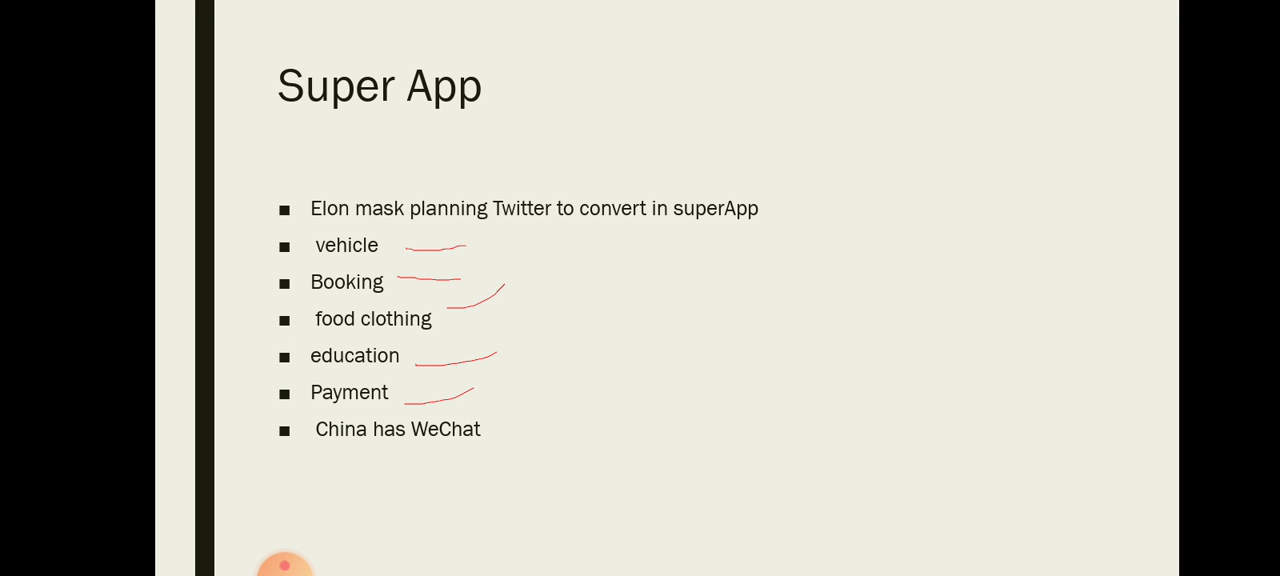 Super App
Elon mask planning Twitter to convert in superApp
vehicle
Booking
food clothing
education
Payment
China has WeChat